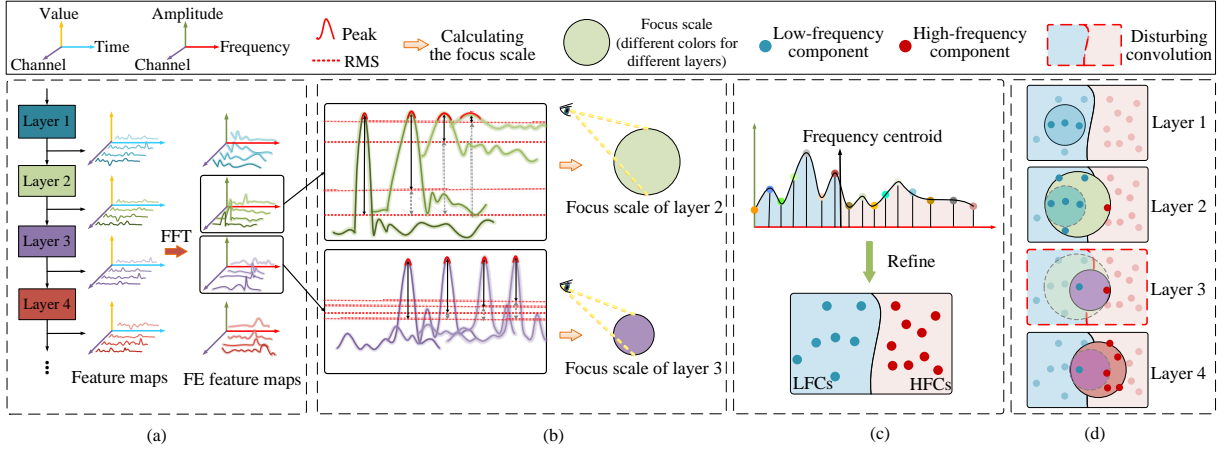 Value
Time
Channel
Amplitude
Frequency
Channel
Peak
RMS
Calculating
the focus scale
Focus scale
(different colors for
different layers)
Low-frequency
component
High-frequency
component
Disturbing
convolution
Layer 1
Layer 2
Layer 3
Layer 4
FFT
Feature maps
FE feature maps
(a)
Focus scale of layer 2
Focus scale of layer 3
(b)
Frequency centroid
Refine
LFCs
HFCs
(c)
Layer 1
Layer 2
Layer 3
Layer 4
(d)